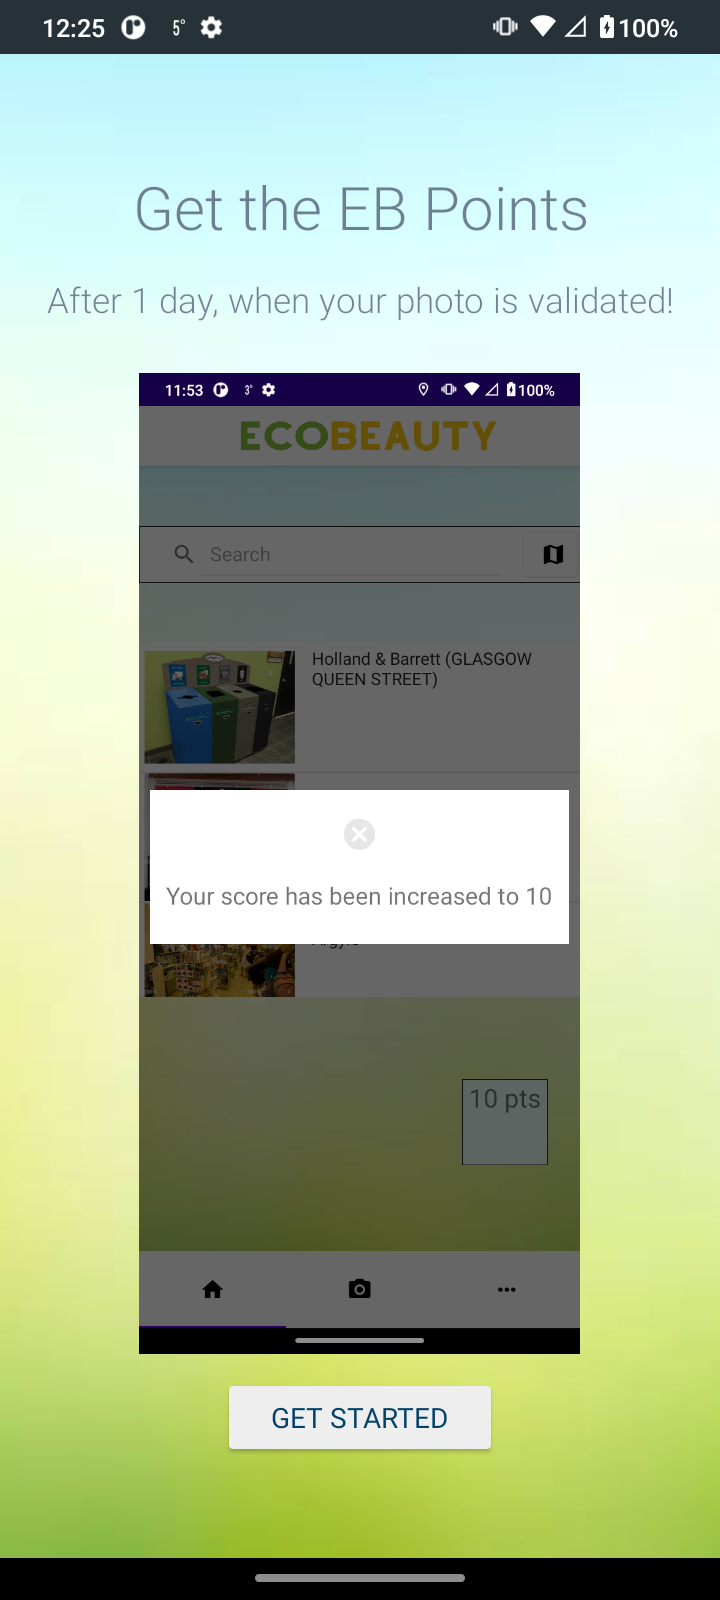 12:25 5° 100%
Get the EB Points
After 1 day, when your photo is validated!
11:53 3° 100%
ECOBEAUTY
Search
Holland & Barrett (GLASGOW
QUEEN STREET)
Your score has been increased to 10
10 pts
GET STARTED